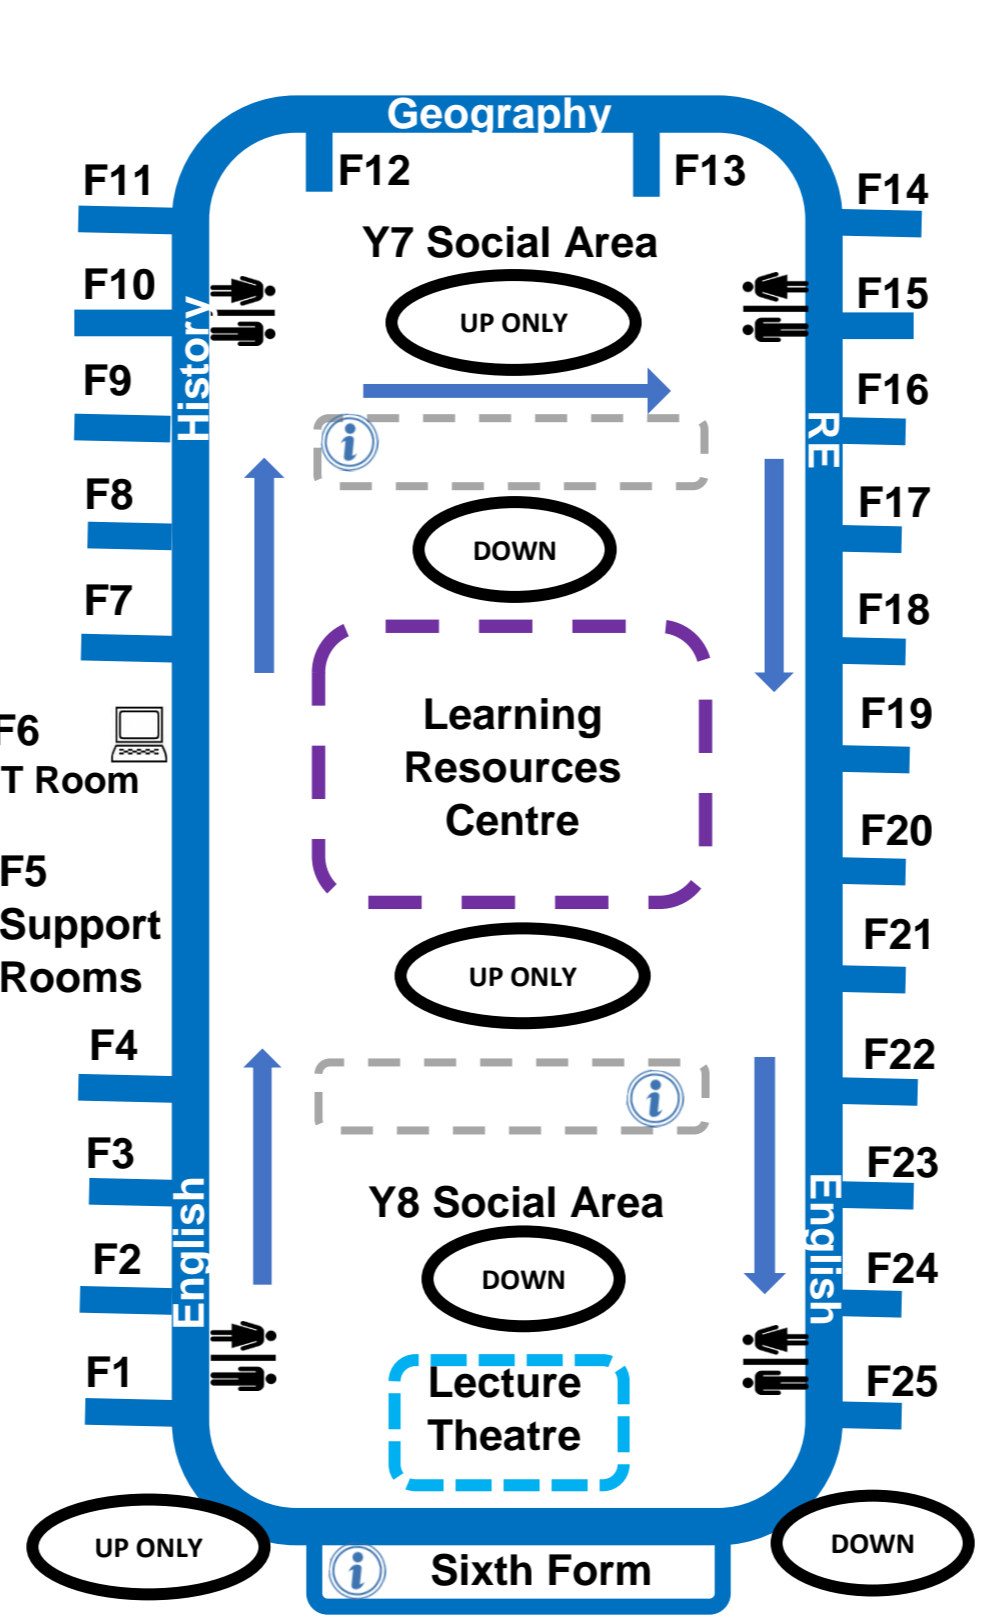 Geography
F11
F12
F13
F14
Y7 Social Area
F10
UP ONLY
F15
History
F9
F16
RE
F8
DOWN
F17
F7
F18
Learning
Resources
Centre
F6
T Room
F19
F20
F5
Support
Rooms
F21
UP ONLY
F4
F22
F3
F23
English
Y8 Social Area
English
F2
DOWN
F24
F1
Lecture
Theatre
F25
UP ONLY
DOWN
Sixth Form